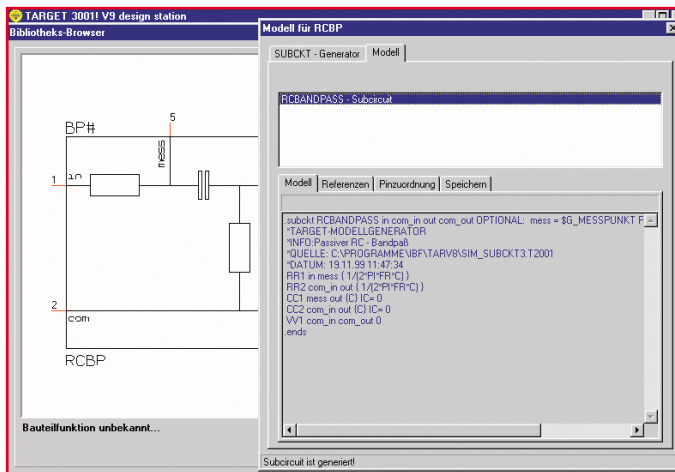 TARGET 3001! V9 design station
Bibliotheks-Browser
BP#
5
mess
1
in
2
com
RCBP
Bauteilfunktion unbekannt...
Modell für RCBP
SUBCKT - Generator
Modell
RCBANDPASS - Subcircuit
Modell
Referenzen
Pinzuordnung
Speichern
.subckt RCBANDPASS in com_in out com_out OPTIONAL: mess = $G_MESSPUNKT F
*TARGET-MODELLGENERATOR
*INFO:Passiver RC - Bandpaß
*QUELLE: C:\PROGRAMME\IBF\TARV8\SIM_SUBCKT3.T2001
*DATUM: 19.11.99 11:47:34
RR1 in mess { 1/(2*PI*FR*C) }
RR2 com_in out { 1/(2*PI*FR*C) }
CC1 mess out {C} IC= 0
CC2 com_in out {C} IC= 0
VV1 com_in com_out 0
.ends
Subcircuit ist generiert!